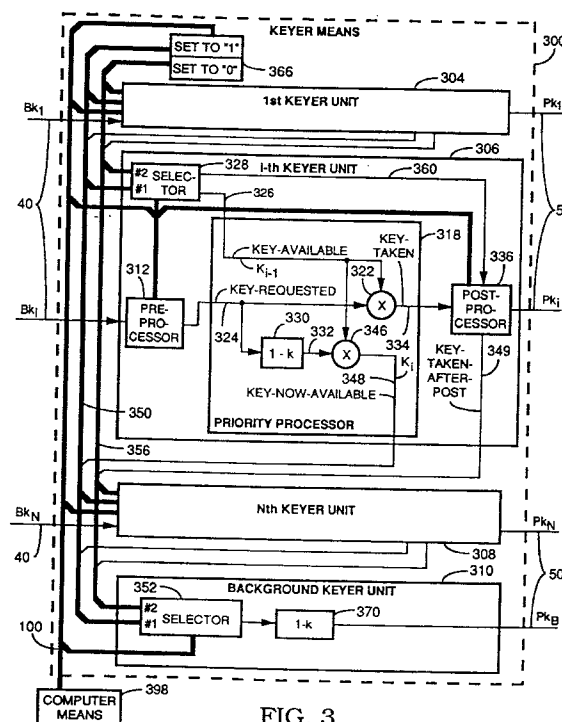 KEYER MEANS
300
SET TO "1"
SET TO "0"
366
304
1st KEYER UNIT
Bk1
Pk1
306
i-th KEYER UNIT
328
#2
#1
SELEC-
TOR
360
326
40
318
KEY-AVAILABLE
Ki-1
KEY-
TAKEN
322
X
336
312
PRE-
PRO-
CESSOR
KEY-REQUESTED
324
POST-
PRO-
CESSOR
Bki
Pki
330
1 - k
332
346
X
334
349
348
Ki
KEY-
TAKEN-
AFTER-
POST
KEY-NOW-AVAILABLE
350
PRIORITY PROCESSOR
356
BkN
Nth KEYER UNIT
PkN
40
308
310
BACKGROUND KEYER UNIT
352
50
#2
#1
SELECTOR
370
1-k
PkB
100
COMPUTER
MEANS
398
FIG. 3